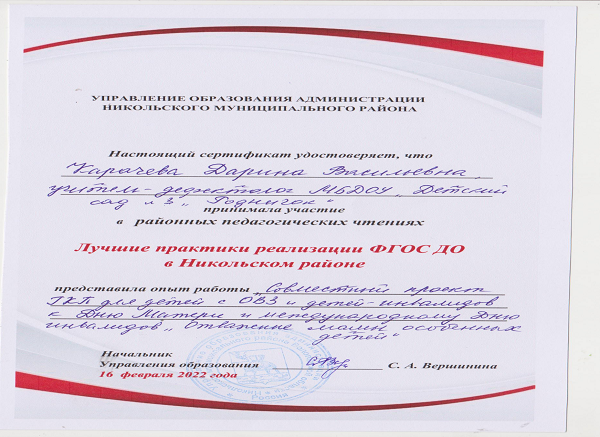 УПРАВЛЕНИЕ ОБРАЗОВАНИЯ АДМИНИСТРАЦИИ
НИКОЛЬСКОГО МУНИЦИПАЛЬНОГО РАЙОНА
Настоящий сертификат удостоверяет, что
Карачева Дарина Васильевна,
учитель-дефектолог МБДОУ „Детский
сад №3 „Родничок"
принимала участие
в районных педагогических чтениях
Лучшие практики реализации ФГОС ДО
в Никольском районе
представила опыт работы „Совместный проект
ГКП для детей с ОВЗ и детей-инвалидов
к Дню Матери и международному Дню
инвалидов „ мамы особенных
детей"
Начальник
Управления образования С. А. Вершинина
16 февраля 2022 года